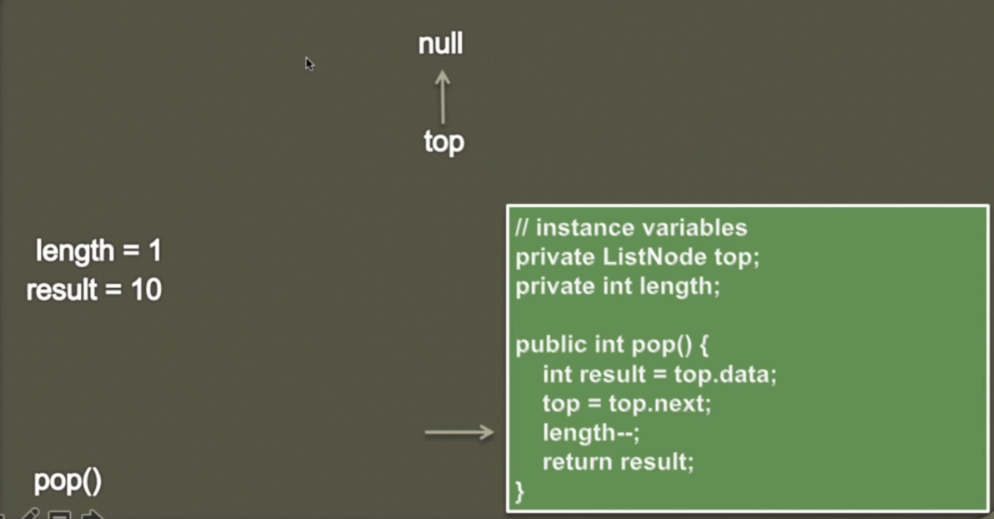 null
top
length = 1
result = 10
// instance variables
private ListNode top;
private int length;
public int pop() {
int result = top.data;
top = top.next;
length--;
return result;
}
pop()